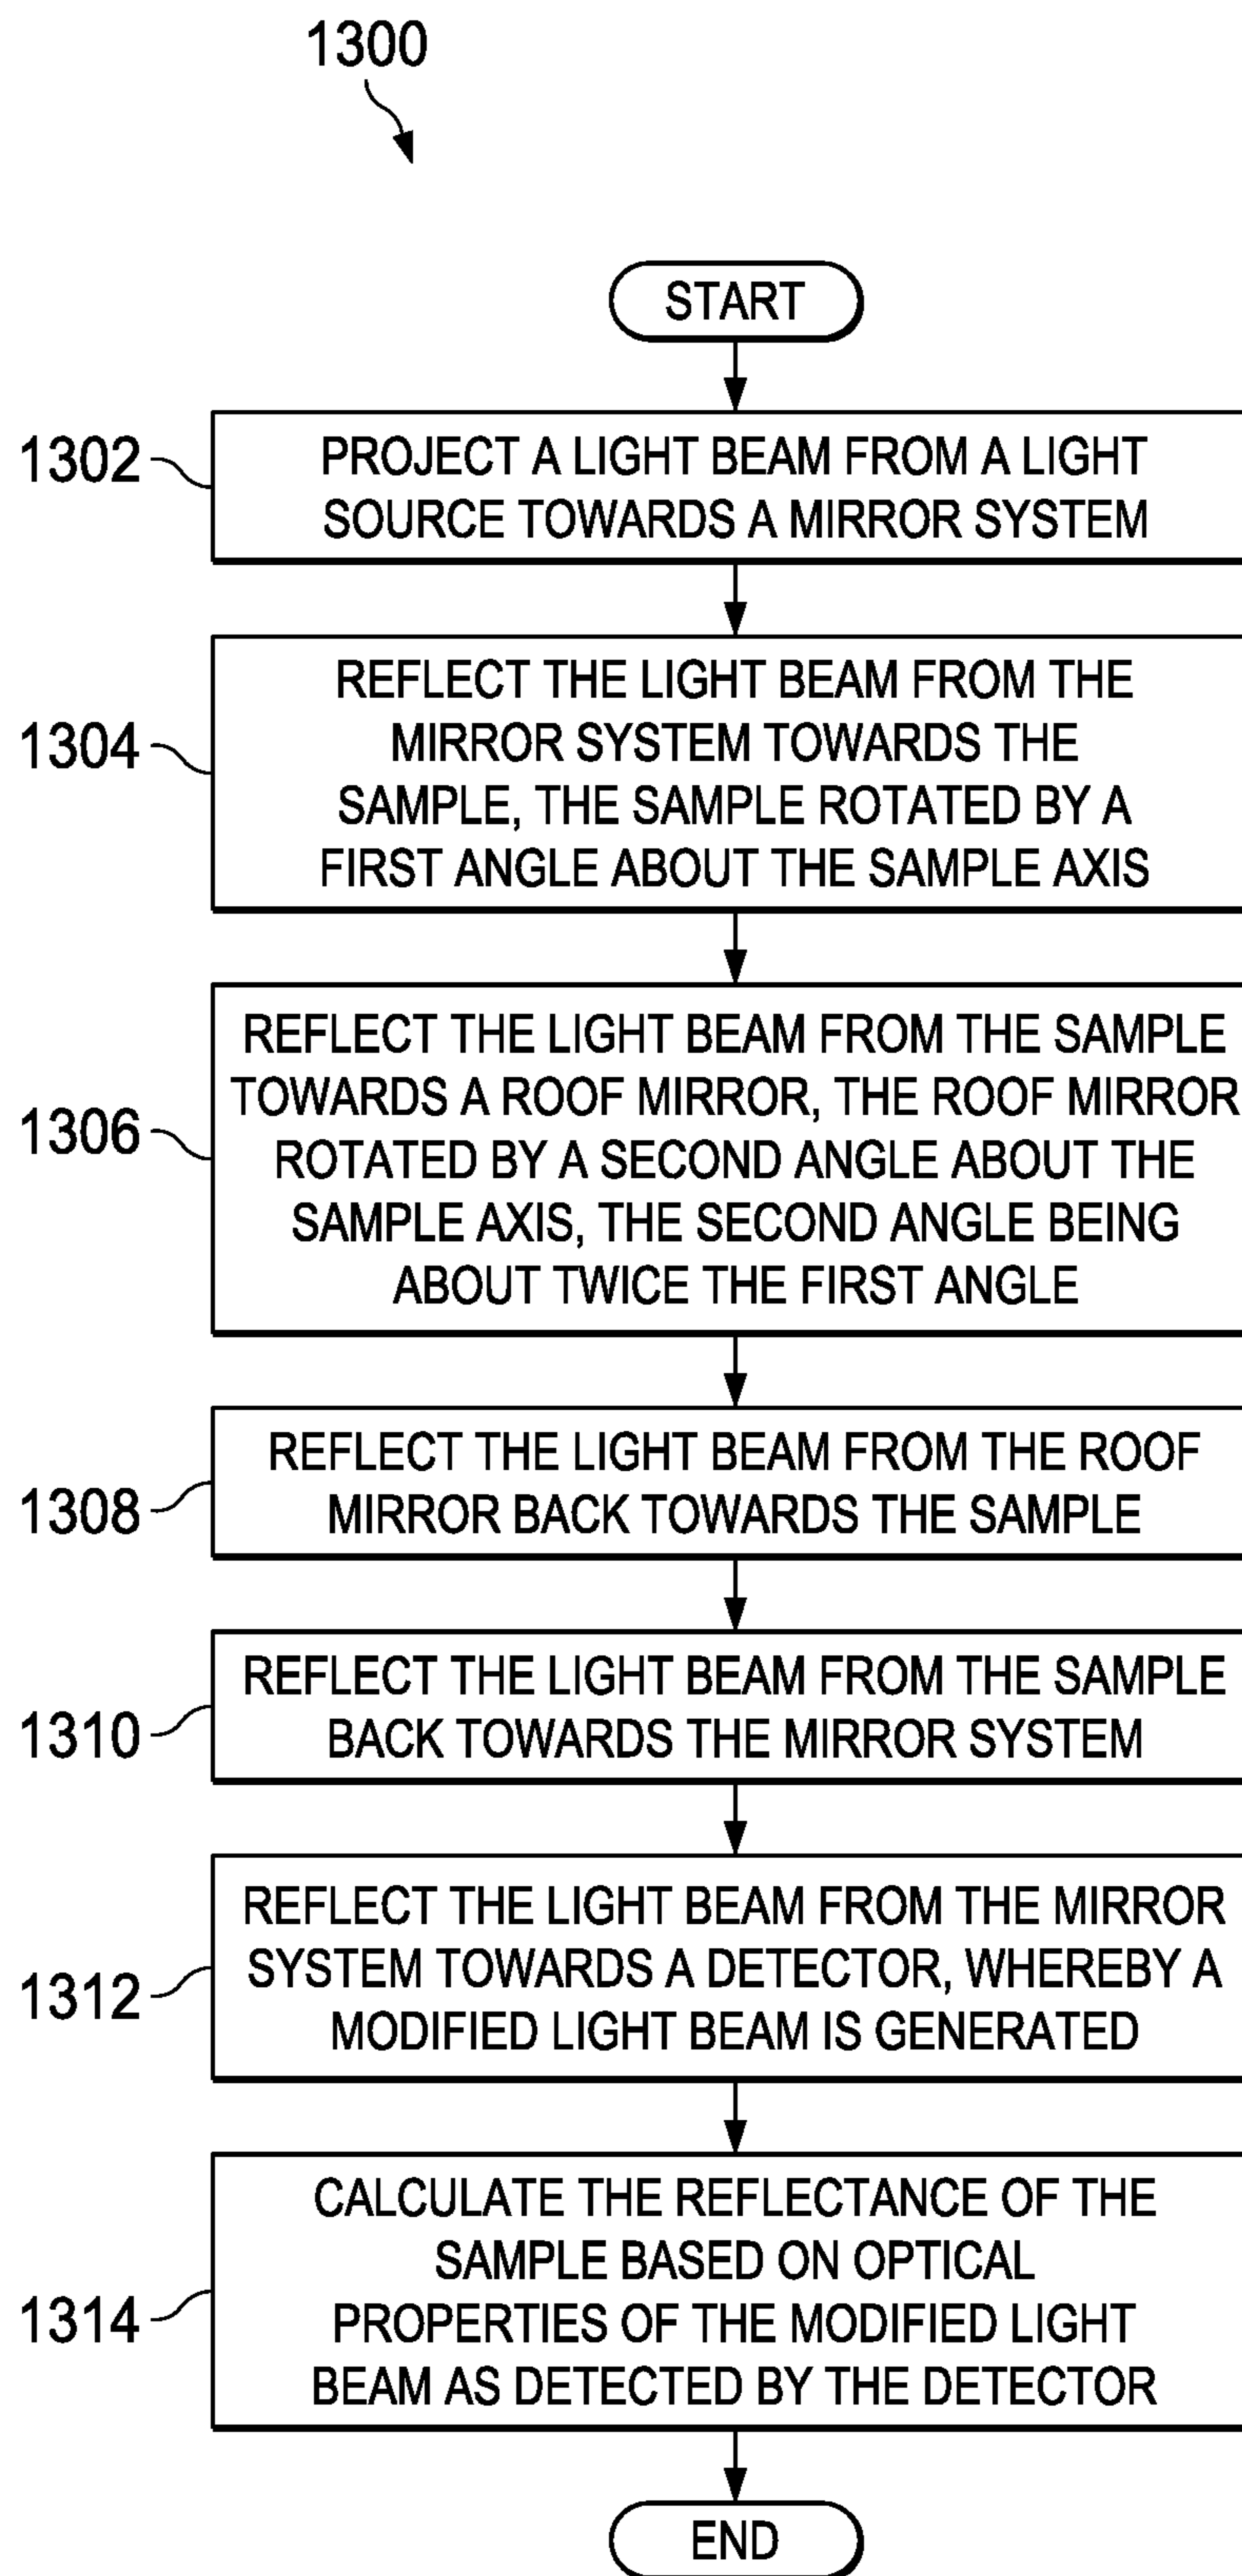 1300
START
1302
PROJECT A LIGHT BEAM FROM A LIGHT
SOURCE TOWARDS A MIRROR SYSTEM
1304
REFLECT THE LIGHT BEAM FROM THE
MIRROR SYSTEM TOWARDS THE
SAMPLE, THE SAMPLE ROTATED BY A
FIRST ANGLE ABOUT THE SAMPLE AXIS
1306
REFLECT THE LIGHT BEAM FROM THE SAMPLE
TOWARDS A ROOF MIRROR, THE ROOF MIRROR
ROTATED BY A SECOND ANGLE ABOUT THE
SAMPLE AXIS, THE SECOND ANGLE BEING
ABOUT TWICE THE FIRST ANGLE
1308
REFLECT THE LIGHT BEAM FROM THE ROOF
MIRROR BACK TOWARDS THE SAMPLE
1310
REFLECT THE LIGHT BEAM FROM THE SAMPLE
BACK TOWARDS THE MIRROR SYSTEM
1312
REFLECT THE LIGHT BEAM FROM THE MIRROR
SYSTEM TOWARDS A DETECTOR, WHEREBY A
MODIFIED LIGHT BEAM IS GENERATED
1314
CALCULATE THE REFLECTANCE OF THE
SAMPLE BASED ON OPTICAL
PROPERTIES OF THE MODIFIED LIGHT
BEAM AS DETECTED BY THE DETECTOR
END